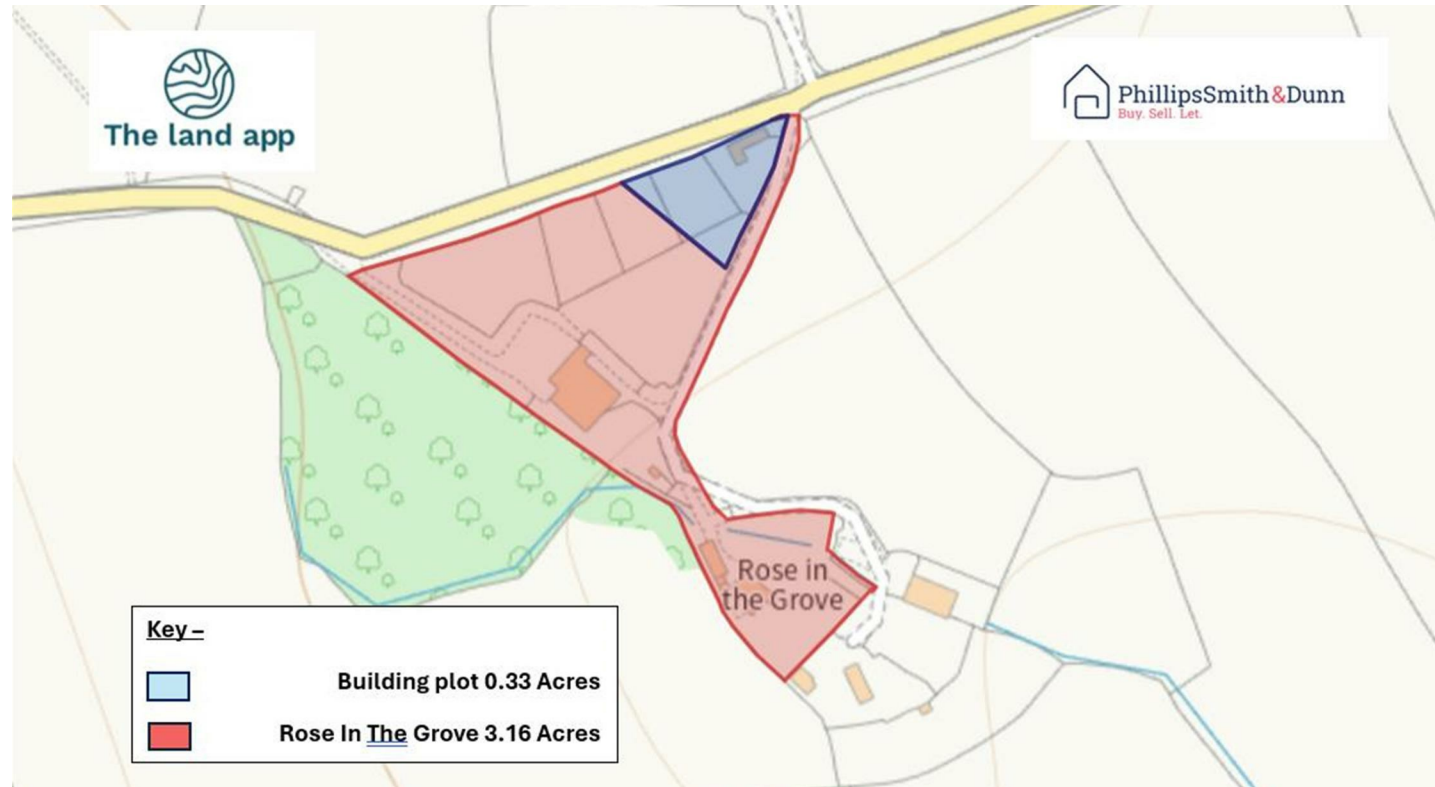 The land app
PhillipsSmith&Dunn
Buy. Sell. Let.
Rose in
the Grove
Key –
Building plot 0.33 Acres
Rose In The Grove 3.16 Acres